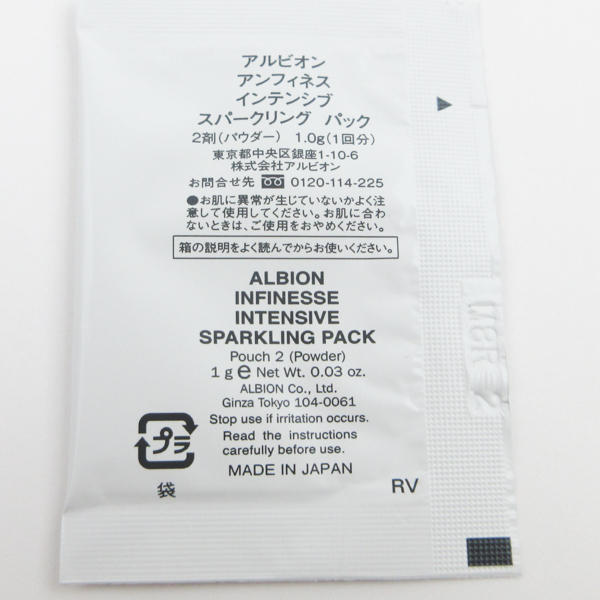 アルビオン
アンフィネス
インテンシブ
スパークリング パック
2剤(パウダー) 1.0g(1回分)
東京都中央区銀座1-10-6
株式会社アルビオン
お問合せ先 0120-114-225
●お肌に異常が生じていないかよく注
意して使用してください。お肌に合わ
ないときは、ご使用をおやめください。
箱の説明をよく読んでからお使いください。
ALBION
INFINESSE
INTENSIVE
SPARKLING PACK
Pouch 2 (Powder)
1 g e Net Wt. 0.03 oz.
ALBION Co., Ltd.
Ginza Tokyo 104-0061
Stop use if irritation occurs.
Read the instructions
carefully before use.
MADE IN JAPAN
プラ
袋
RV